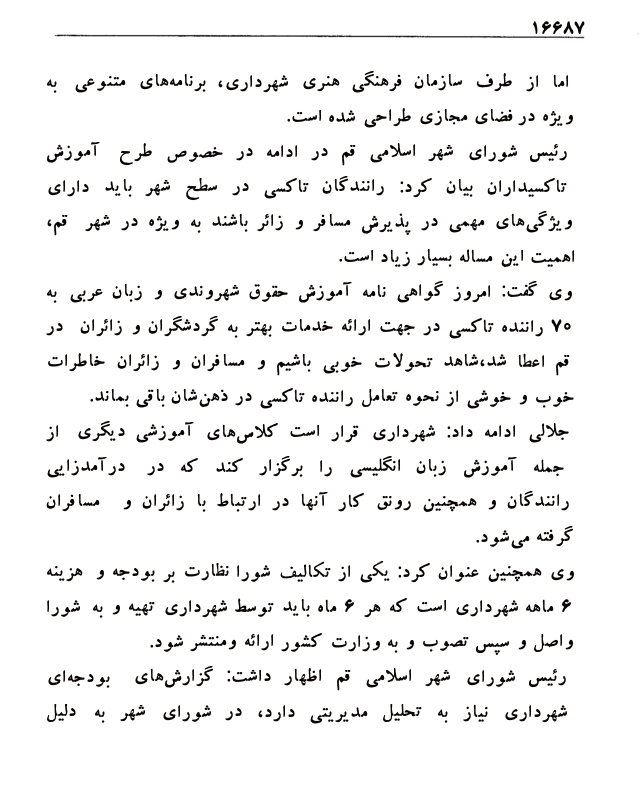 ۱۶۶۸۷
اما از طرف سازمان فرهنگی هنری شهرداری، برنامه‌های متنوعی به
ویژه در فضای مجازی طراحی شده است.
رئیس شورای شهر اسلامی قم در ادامه در خصوص طرح آموزش
تاکسیداران بیان کرد: رانندگان تاکسی در سطح شهر باید دارای
ویژگی‌های مهمی در پذیرش مسافر و زائر باشند به ویژه در شهر قم،
اهمیت این مساله بسیار زیاد است.
وی گفت: امروز گواهی نامه آموزش حقوق شهروندی و زبان عربی به
۷۰ راننده تاکسی در جهت ارائه خدمات بهتر به گردشگران و زائران در
قم اعطا شد،شاهد تحولات خوبی باشیم و مسافران و زائران خاطرات
خوب و خوشی از نحوه تعامل راننده تاکسی در ذهن‌شان باقی بماند.
جلالی ادامه داد: شهرداری قرار است کلاس‌های آموزشی دیگری از
جمله آموزش زبان انگلیسی را برگزار کند که در درآمدزایی
رانندگان و همچنین رونق کار آنها در ارتباط با زائران و مسافران
گرفته می‌شود.
وی همچنین عنوان کرد: یکی از تکالیف شورا نظارت بر بودجه و هزینه
۶ ماهه شهرداری است که هر ۶ ماه باید توسط شهرداری تهیه و به شورا
واصل و سپس تصوب و به وزارت کشور ارائه ومنتشر شود.
رئیس شورای شهر اسلامی قم اظهار داشت: گزارش‌های بودجه‌ای
شهرداری نیاز به تحلیل مدیریتی دارد، در شورای شهر به دلیل